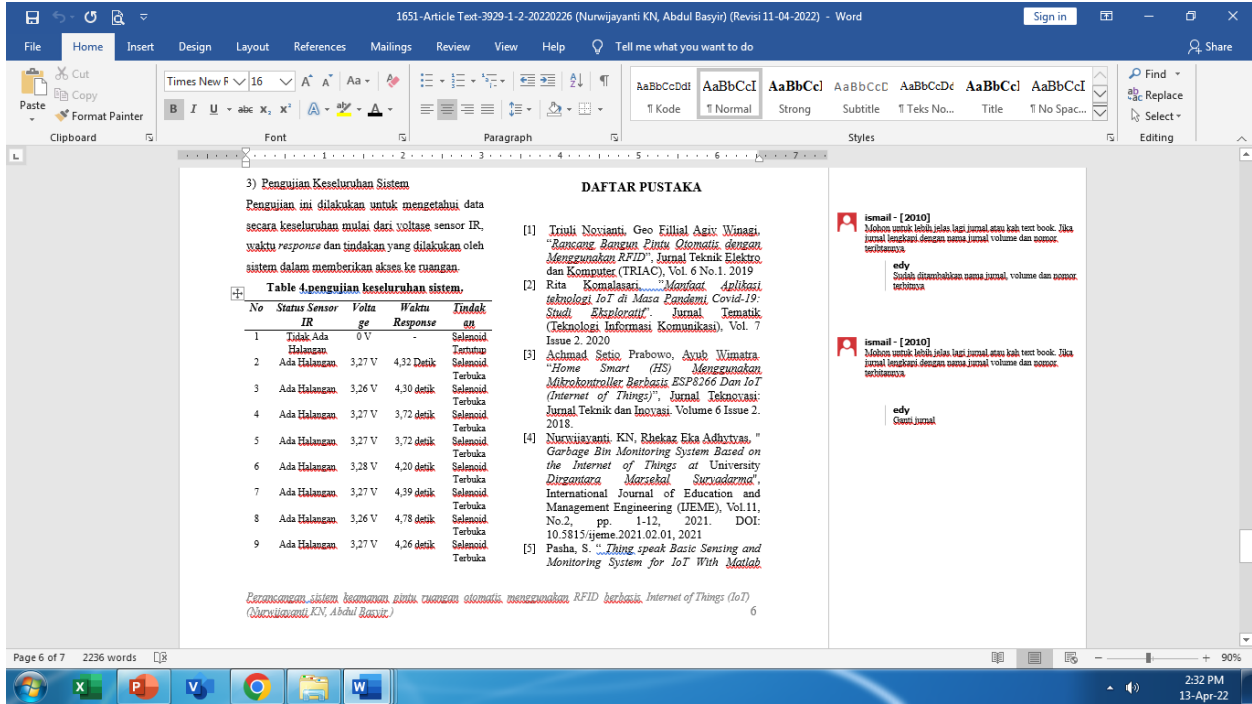 1651-Article Text-3929-1-2-20220226 (Nurwijayanti KN, Abdul Basyir) (Revisi 11-04-2022) - Word
Sign in
File Home Insert Design Layout References Mailings Review View Help Tell me what you want to do Share
Paste
Cut
Copy
Format Painter
Clipboard
Times New F 16
Font
Paragraph
AaBbCcDdI AaBbCcI AaBbCcI AaBbCcD AaBbCcDd AaBbCcI AaBbCcI
¶ Kode ¶ Normal Strong Subtitle ¶ Teks No... Title ¶ No Spac...
Styles
Find
Replace
Select
Editing
1 2 3 4 5 6 7
3) Pengujian Keseluruhan Sistem
Pengujian ini dilakukan untuk mengetahui data
secara keseluruhan mulai dari voltase sensor IR,
waktu response dan tindakan yang dilakukan oleh
sistem dalam memberikan akses ke ruangan.
Table 4.pengujian keseluruhan sistem.
No Status Sensor Volta Waktu Tindak
IR ge Response an
1 Tidak Ada 0 V - Selenoid
Halangan Tertutup
2 Ada Halangan 3,27 V 4,32 Detik Selenoid
Terbuka
3 Ada Halangan 3,26 V 4,30 detik Selenoid
Terbuka
4 Ada Halangan 3,27 V 3,72 detik Selenoid
Terbuka
5 Ada Halangan 3,27 V 3,72 detik Selenoid
Terbuka
6 Ada Halangan 3,28 V 4,20 detik Selenoid
Terbuka
7 Ada Halangan 3,27 V 4,39 detik Selenoid
Terbuka
8 Ada Halangan 3,26 V 4,78 detik Selenoid
Terbuka
9 Ada Halangan 3,27 V 4,26 detik Selenoid
Terbuka
DAFTAR PUSTAKA
[1] Triuli Novianti, Geo Fillial Agiv Winagi,
"Rancang Bangun Pintu Otomatis dengan
Menggunakan RFID", Jurnal Teknik Elektro
dan Komputer (TRIAC), Vol. 6 No.1. 2019
[2] Rita Komalasari, "Manfaat Aplikasi
teknologi IoT di Masa Pandemi Covid-19:
Studi Eksploratif". Jurnal Tematik
(Teknologi Informasi Komunikasi), Vol. 7
Issue 2. 2020
[3] Achmad Setio Prabowo, Ayub Wimatra.
"Home Smart (HS) Menggunakan
Mikrokontroller Berbasis ESP8266 Dan IoT
(Internet of Things)", Jurnal Teknovasi:
Jurnal Teknik dan Inovasi. Volume 6 Issue 2.
2018.
[4] Nurwijayanti. KN, Rhekaz Eka Adhytyas, "
Garbage Bin Monitoring System Based on
the Internet of Things at University
Dirgantara Marsekal Suryadarma",
International Journal of Education and
Management Engineering (IJEME), Vol.11,
No.2, pp. 1-12, 2021. DOI:
10.5815/ijeme.2021.02.01, 2021
[5] Pasha, S. " Thing speak Basic Sensing and
Monitoring System for IoT With Matlab
Perancangan sistem keamanan pintu ruangan otomatis menggunakan RFID berbasis Internet of Things (IoT)
(Nurwijayanti KN, Abdul Basyir ) 6
ismail - [2010]
Mohon untuk lebih jelas lagi jurnal atau kah text book. Jika
jurnal lengkapi dengan nama jurnal volume dan nomor
teribitannya
edy
Sudah ditambahkan nama jurnal, volume dan nomor
terbitnya
ismail - [2010]
Mohon untuk lebih jelas lagi jurnal atau kah text book. Jika
jurnal lengkapi dengan nama jurnal volume dan nomor
terbitannya
edy
Ganti jurnal
Page 6 of 7 2236 words
90%
2:32 PM
13-Apr-22